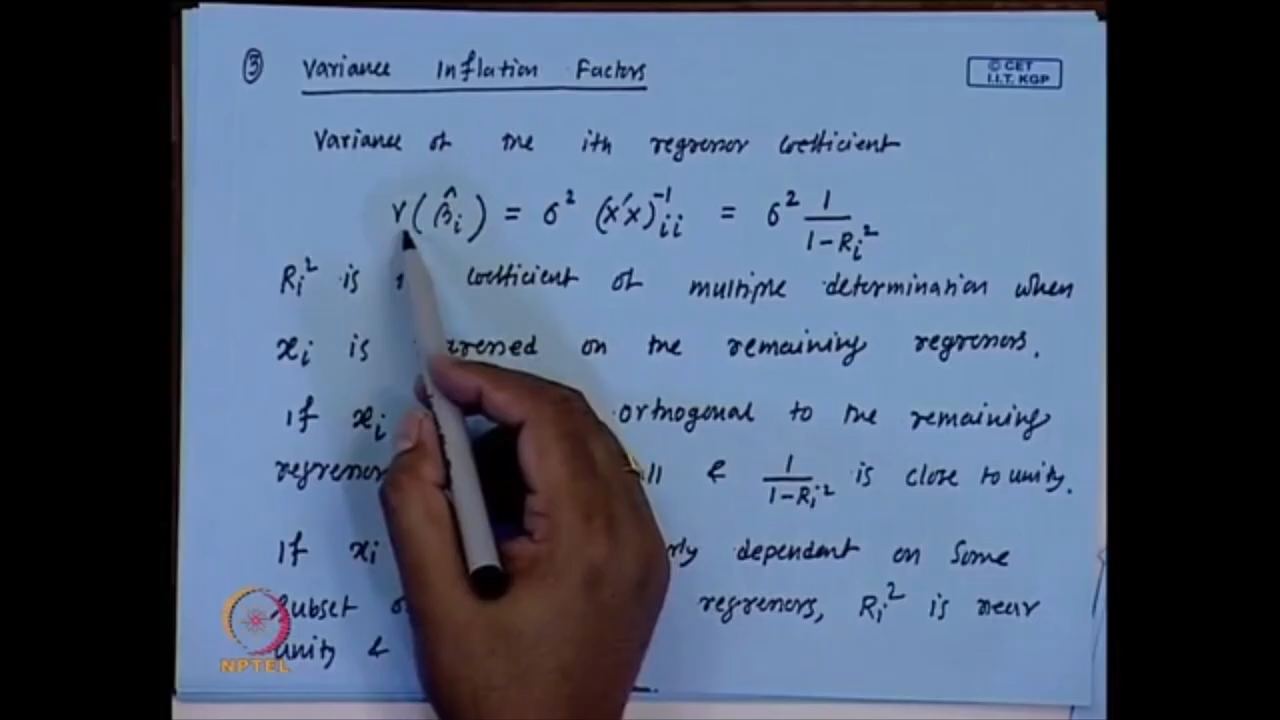 ③ Variance Inflation Factors
© CET
I.I.T. KGP
Variance of the ith regressor coefficient
V(β̂i) = σ² (x'x)⁻¹ii = σ² 1/(1-Ri²)
Ri² is coefficient of multiple determination when
xi is on the remaining regressors.
If xi orthogonal to the remaining
& 1/(1-Ri²) is close to unity.
If xi dependent on some
subset regressors, Ri² is near
unity &
NPTEL